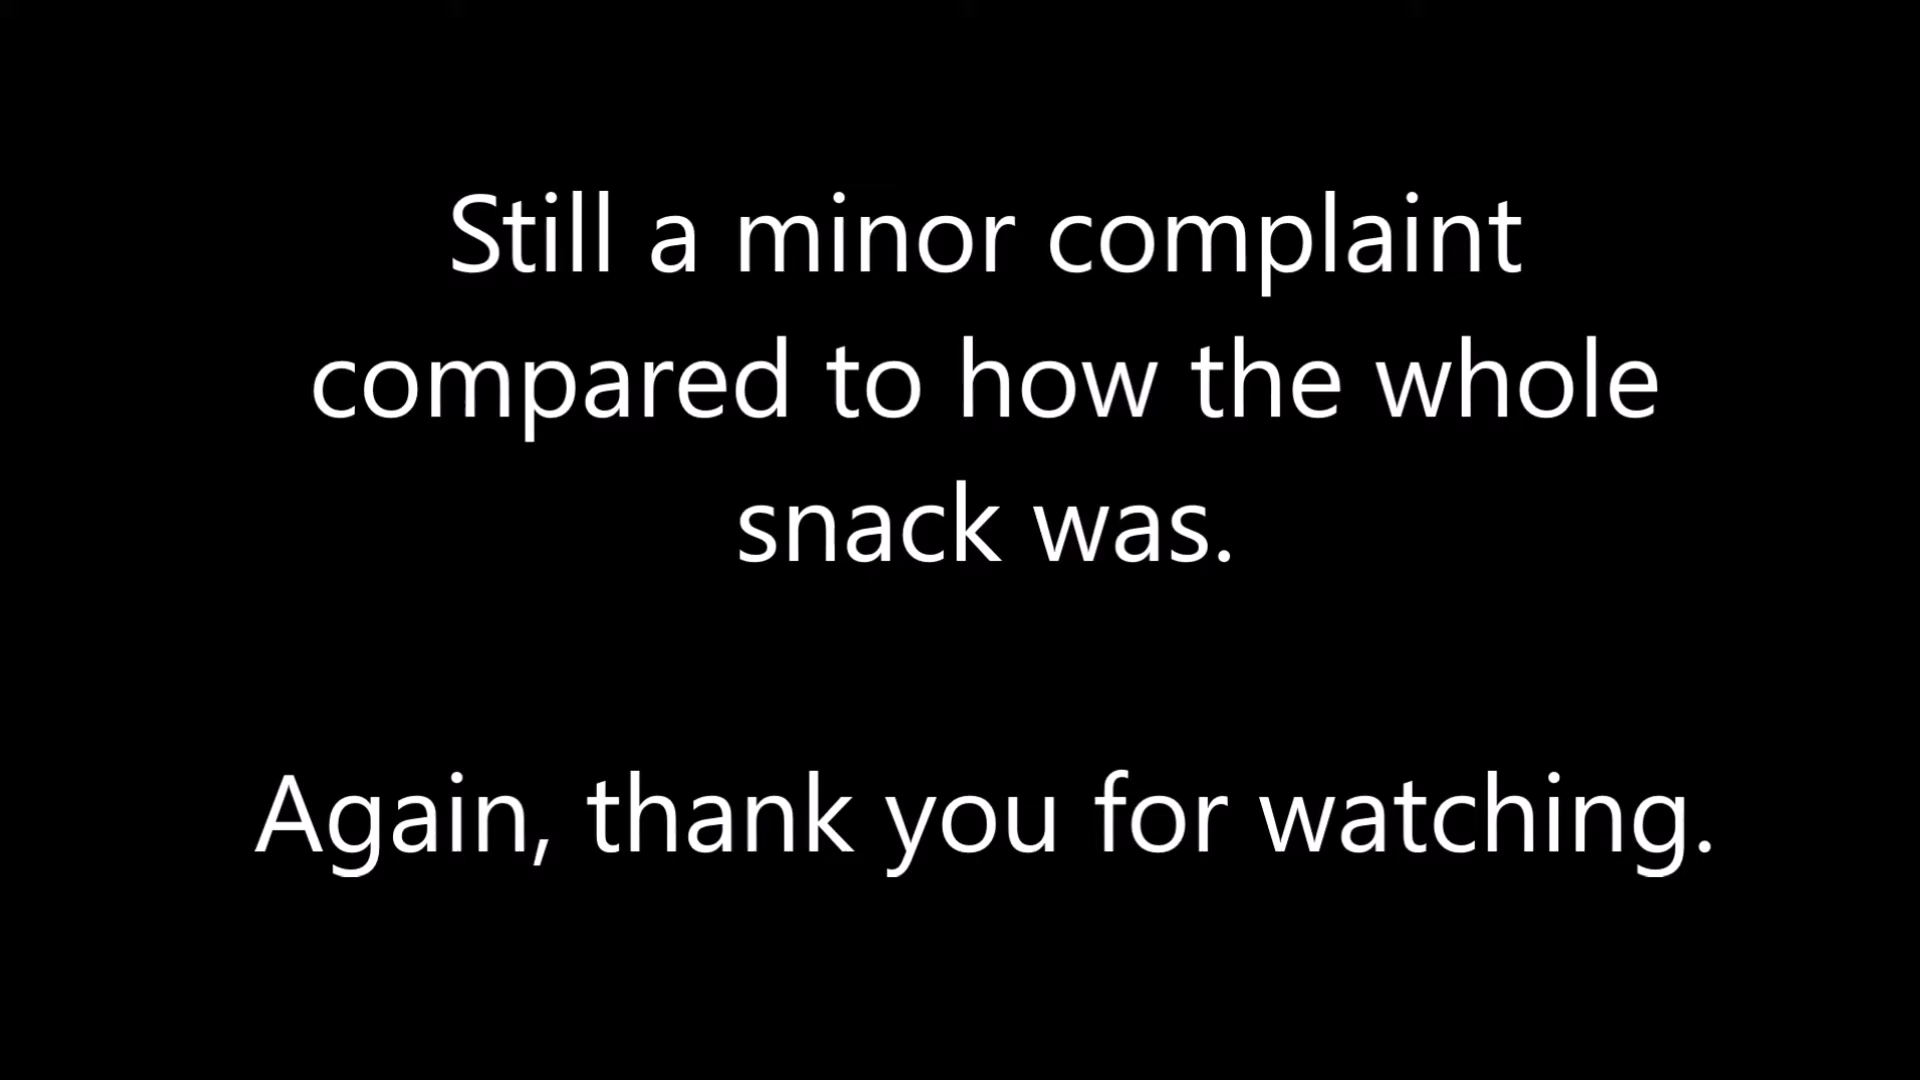 Still a minor complaint
compared to how the whole
snack was.
Again, thank you for watching.